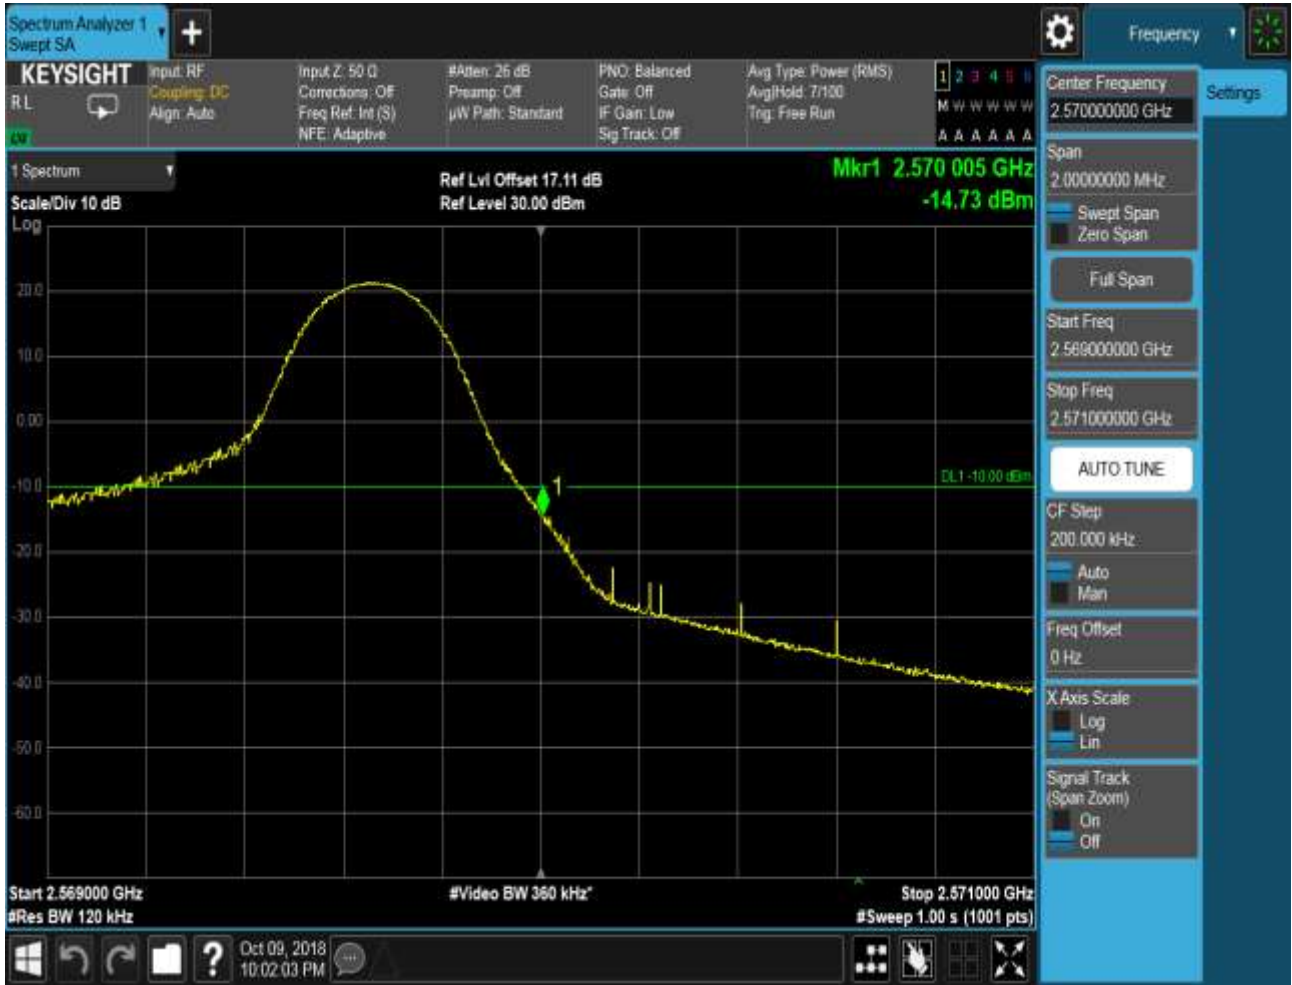 Spectrum Analyzer 1
Swept SA
+
Frequency
KEYSIGHT
R L
Input: RF
Coupling: DC
Align: Auto
Input Z: 50 Ω
Corrections: Off
Freq Ref: Int (S)
NFE: Adaptive
#Atten: 26 dB
Preamp: Off
µW Path: Standard
PNO: Balanced
Gate: Off
IF Gain: Low
Sig Track: Off
Avg Type: Power (RMS)
Avg|Hold: 7/100
Trig: Free Run
1 2 3 4 5 6
M W W W W W
A A A A A A
1 Spectrum
Scale/Div 10 dB
Log
Ref Lvl Offset 17.11 dB
Ref Level 30.00 dBm
Mkr1 2.570 005 GHz
-14.73 dBm
20.0
10.0
0.00
-10.0
-20.0
-30.0
-40.0
-50.0
-60.0
1
DL1 -10.00 dBm
Start 2.569000 GHz
#Res BW 120 kHz
#Video BW 360 kHz*
Stop 2.571000 GHz
#Sweep 1.00 s (1001 pts)
Center Frequency
2.570000000 GHz
Settings
Span
2.00000000 MHz
Swept Span
Zero Span
Full Span
Start Freq
2.569000000 GHz
Stop Freq
2.571000000 GHz
AUTO TUNE
CF Step
200.000 kHz
Auto
Man
Freq Offset
0 Hz
X Axis Scale
Log
Lin
Signal Track
(Span Zoom)
On
Off
?
Oct 09, 2018
10:02:03 PM